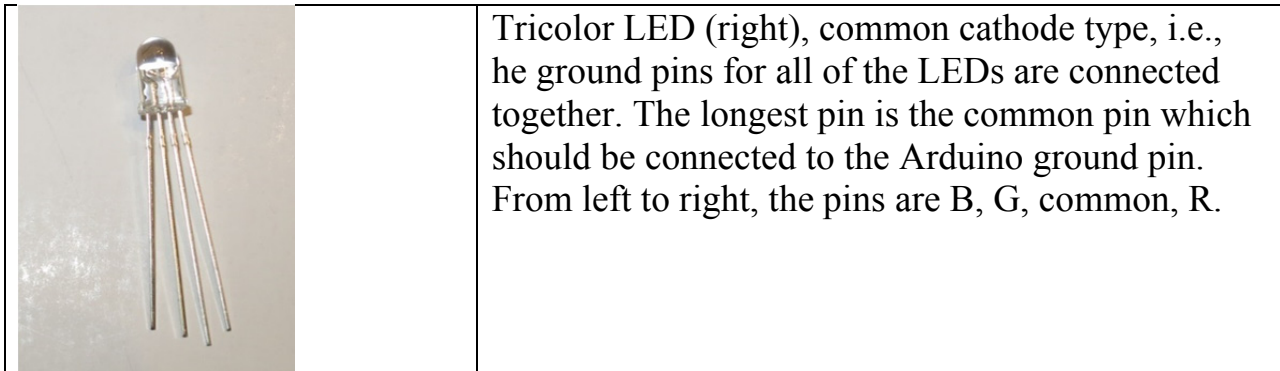 Tricolor LED (right), common cathode type, i.e.,
he ground pins for all of the LEDs are connected
together. The longest pin is the common pin which
should be connected to the Arduino ground pin.
From left to right, the pins are B, G, common, R.